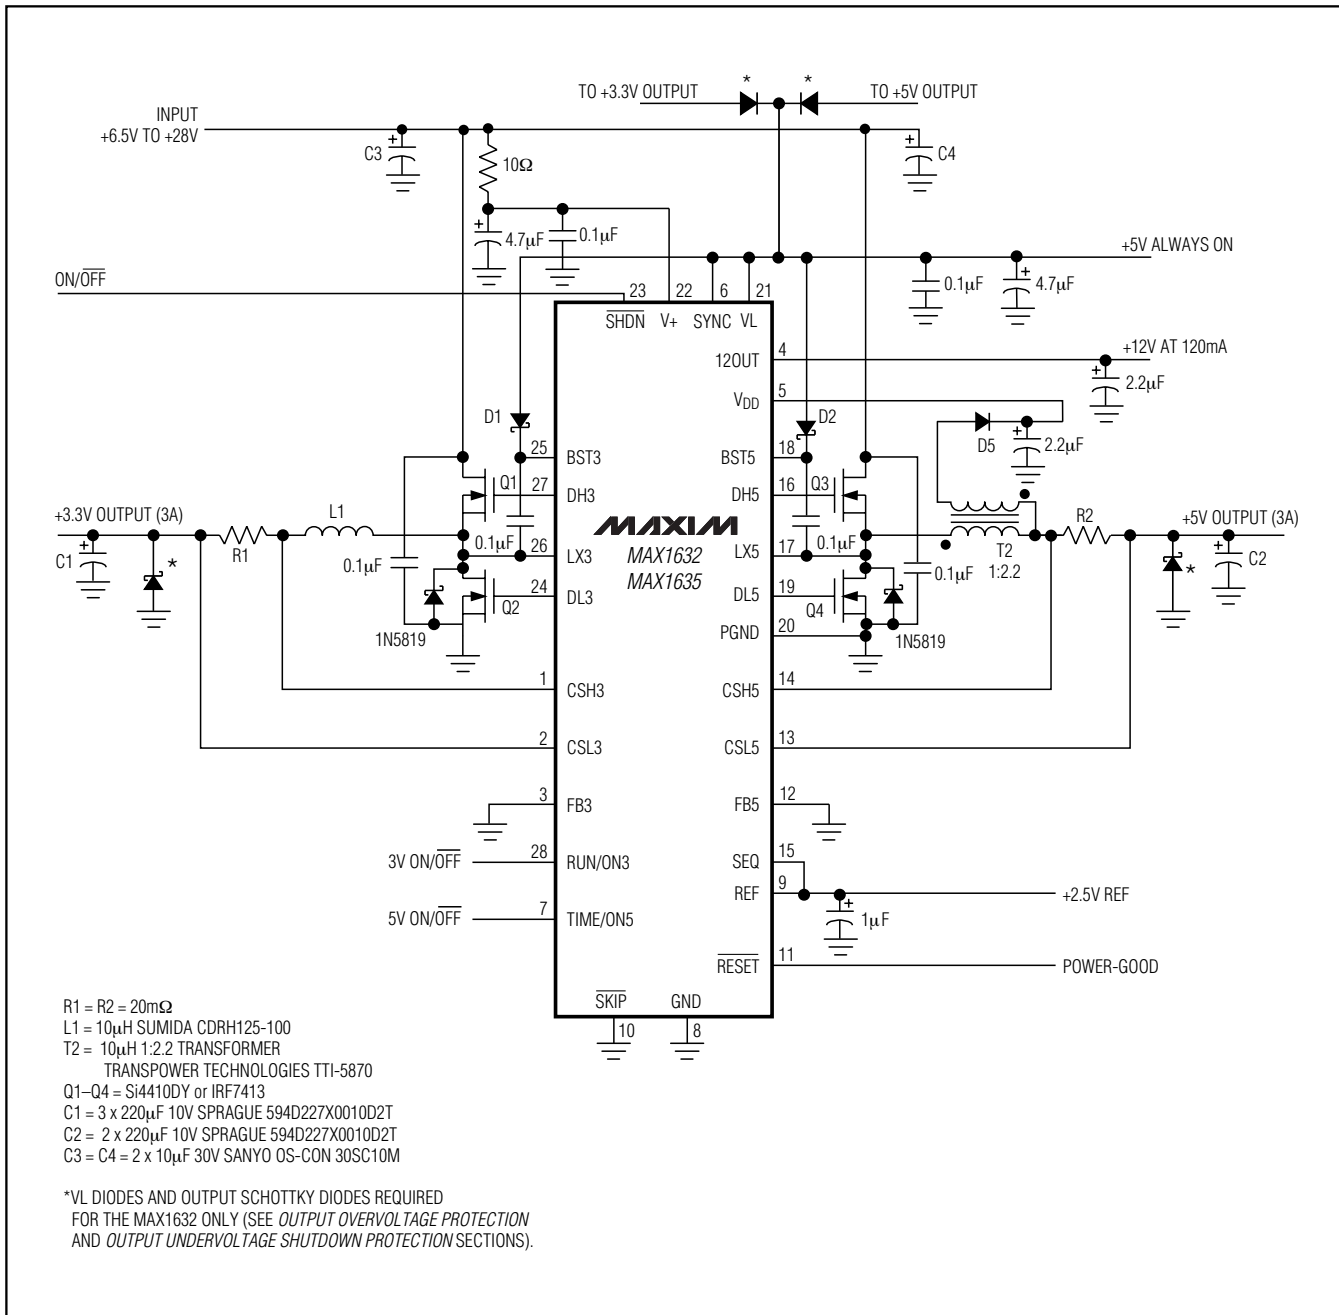 TO +3.3V OUTPUT
*
*
TO +5V OUTPUT
INPUT
+6.5V TO +28V
C3
+
10Ω
+
C4
+
4.7µF
0.1µF
+5V ALWAYS ON
0.1µF
+
4.7µF
ON/O̅F̅F̅
23
22
6
21
S̅H̅D̅N̅
V+
SYNC
VL
12OUT
4
+12V AT 120mA
+
2.2µF
VDD
5
D1
D2
D5
+
2.2µF
25
BST3
BST5
18
Q1
27
DH3
DH5
16
Q3
+3.3V OUTPUT (3A)
L1
MAXIM
R2
+5V OUTPUT (3A)
+
C1
*
R1
0.1µF
0.1µF
26
LX3
MAX1632
MAX1635
LX5
17
0.1µF
0.1µF
T2
1:2.2
*
+
C2
24
DL3
DL5
19
Q2
Q4
1N5819
PGND
20
1N5819
1
CSH3
CSH5
14
2
CSL3
CSL5
13
3
FB3
FB5
12
3V ON/O̅F̅F̅
28
RUN/ON3
SEQ
15
REF
9
+2.5V REF
+
1µF
5V ON/O̅F̅F̅
7
TIME/ON5
R̅E̅S̅E̅T̅
11
POWER-GOOD
S̅K̅I̅P̅
GND
10
8
R1 = R2 = 20mΩ
L1 = 10µH SUMIDA CDRH125-100
T2 = 10µH 1:2.2 TRANSFORMER
TRANSPOWER TECHNOLOGIES TTI-5870
Q1–Q4 = Si4410DY or IRF7413
C1 = 3 x 220µF 10V SPRAGUE 594D227X0010D2T
C2 = 2 x 220µF 10V SPRAGUE 594D227X0010D2T
C3 = C4 = 2 x 10µF 30V SANYO OS-CON 30SC10M
*VL DIODES AND OUTPUT SCHOTTKY DIODES REQUIRED
FOR THE MAX1632 ONLY (SEE OUTPUT OVERVOLTAGE PROTECTION
AND OUTPUT UNDERVOLTAGE SHUTDOWN PROTECTION SECTIONS).